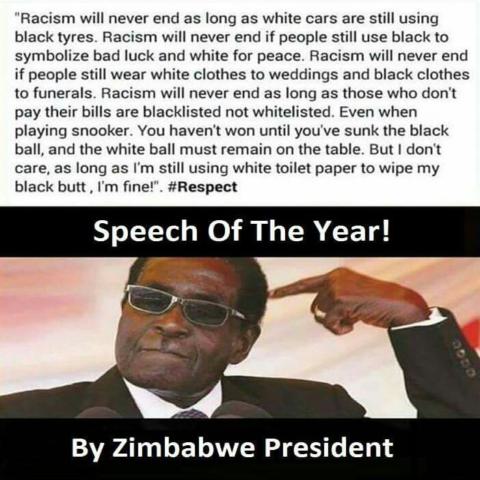 "Racism will never end as long as white cars are still using
black tyres. Racism will never end if people still use black to
symbolize bad luck and white for peace. Racism will never end
if people still wear white clothes to weddings and black clothes
to funerals. Racism will never end as long as those who don't
pay their bills are blacklisted not whitelisted. Even when
playing snooker. You haven't won until you've sunk the black
ball, and the white ball must remain on the table. But I don't
care, as long as I'm still using white toilet paper to wipe my
black butt , I'm fine!". #Respect
Speech Of The Year!
By Zimbabwe President